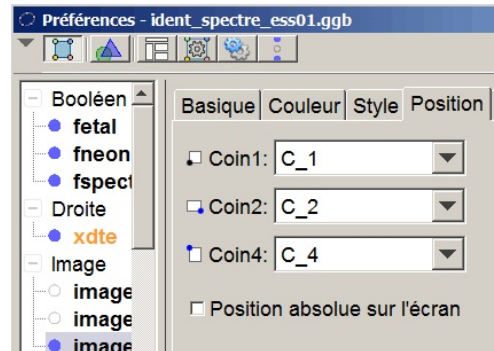 Préférences - ident_spectre_ess01.ggb
Booléen
fetal
fneon
fspect
Droite
xdte
Image
image
image
image
Basique Couleur Style Position
Coin1: C_1
Coin2: C_2
Coin4: C_4
Position absolue sur l'écran